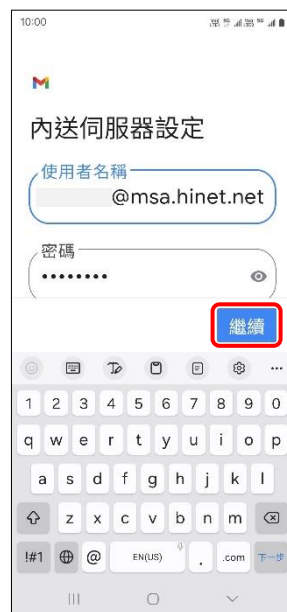 10:00
內送伺服器設定
使用者名稱
@msa.hinet.net
密碼
••••••••
繼續
1 2 3 4 5 6 7 8 9 0
q w e r t y u i o p
a s d f g h j k l
z x c v b n m
!#1 @ EN(US) . .com 下一步